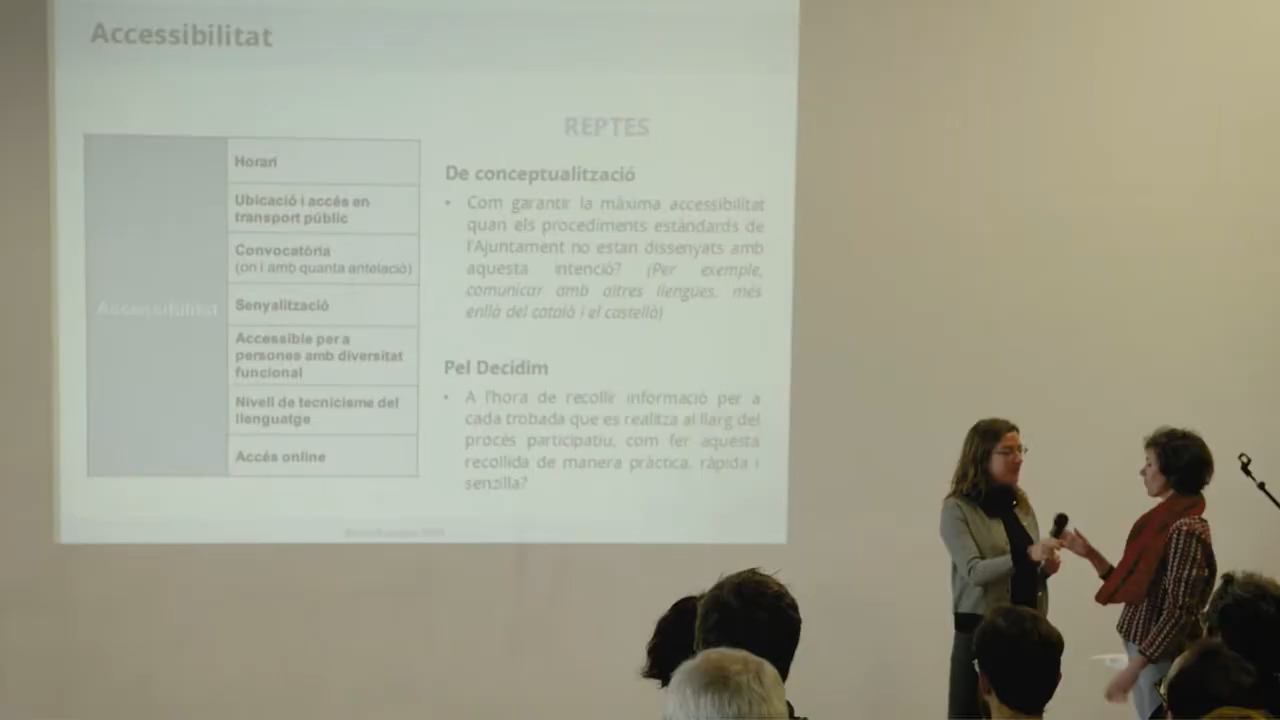 Accessibilitat
Accessibilitat
Horari
Ubicació i accés en
transport públic
Convocatòria
(on i amb quanta antelació)
Senyalització
Accessible per a
persones amb diversitat
funcional
Nivell de tecnicisme del
llenguatge
Accés online
REPTES
De conceptualització
• Com garantir la màxima accessibilitat
quan els procediments estàndards de
l'Ajuntament no estan dissenyats amb
aquesta intenció? (Per exemple,
comunicar amb altres llengues, més
enllà del català i el castellà)
Pel Decidim
• A l'hora de recollir informació per a
cada trobada que es realitza al llarg del
procés participatiu, com fer aquesta
recollida de manera pràctica, ràpida i
senzilla?